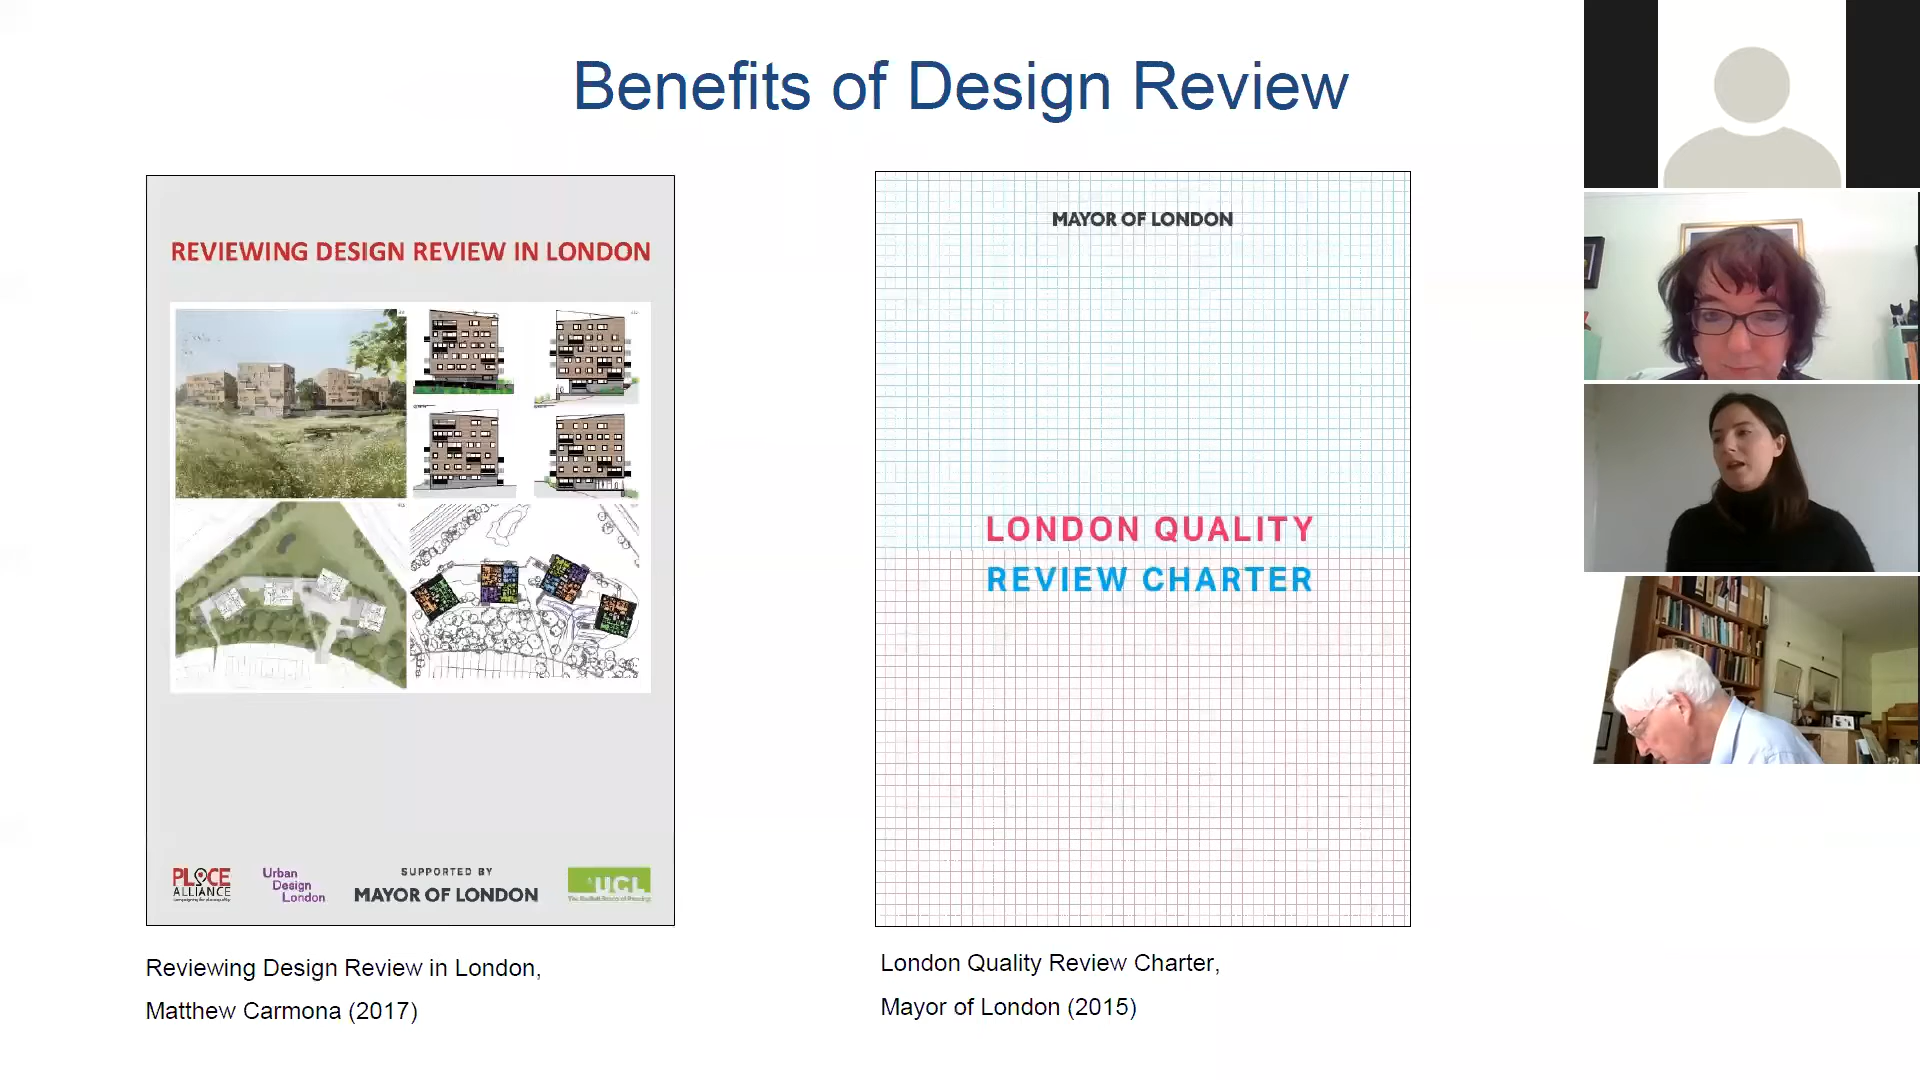 Benefits of Design Review
REVIEWING DESIGN REVIEW IN LONDON
PLACE
ALLIANCE
Urban
Design
London
SUPPORTED BY
MAYOR OF LONDON
UCL
Reviewing Design Review in London,
Matthew Carmona (2017)
MAYOR OF LONDON
LONDON QUALITY
REVIEW CHARTER
London Quality Review Charter,
Mayor of London (2015)